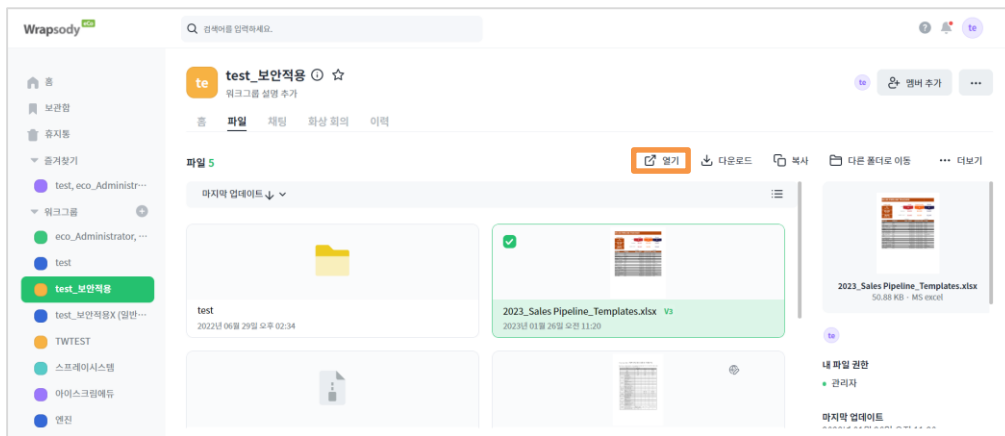 Wrapsody eCo
검색어를 입력하세요.
te
홈
보관함
휴지통
즐겨찾기
test, eco_Administr···
워크그룹
eco_Administrator, ···
test
test_보안적용
test_보안적용X (일반···
TWTEST
스프레이시스템
아이스크림에듀
엔진
te
test_보안적용
워크그룹 설명 추가
te
멤버 추가
홈 파일 채팅 화상 회의 이력
파일 5
열기 다운로드 복사 다른 폴더로 이동 ··· 더보기
마지막 업데이트
test
2022년 06월 29일 오후 02:34
2023_Sales Pipeline_Templates.xlsx V3
2023년 01월 26일 오전 11:20
2023_Sales Pipeline_Templates.xlsx
50.88 KB - MS excel
te
내 파일 권한
관리자
마지막 업데이트